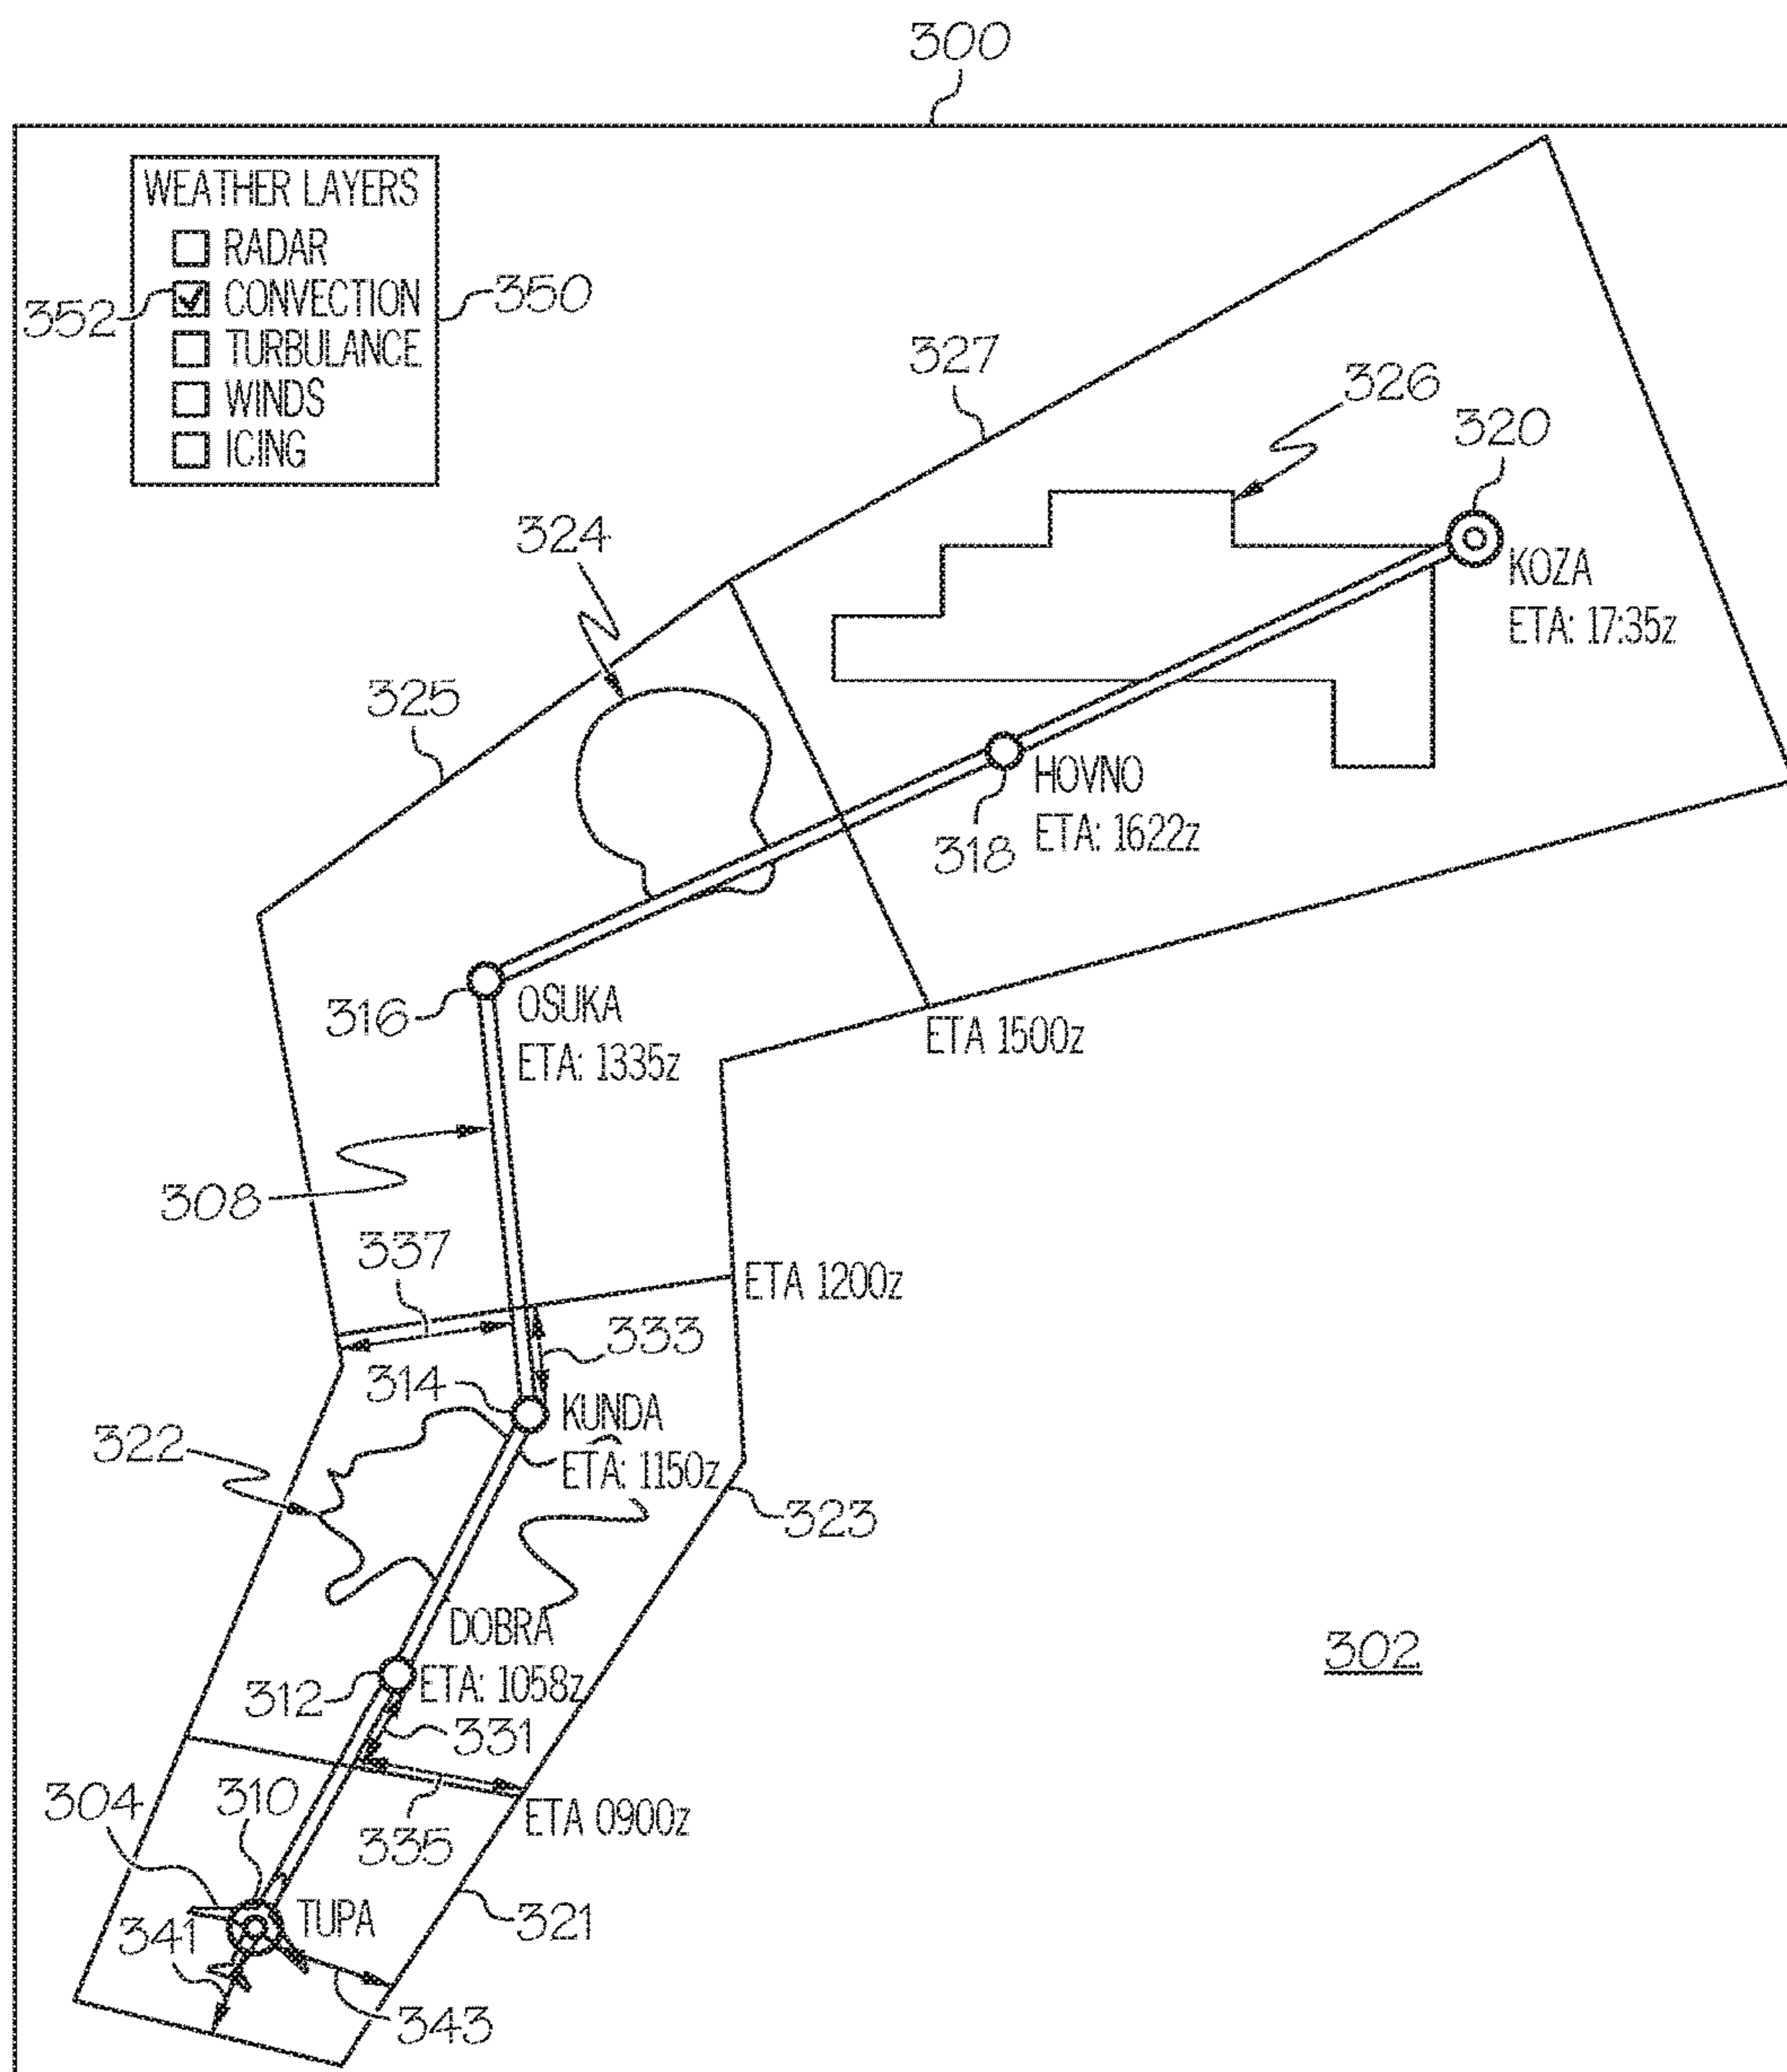 300
WEATHER LAYERS
RADAR
CONVECTION
TURBULANCE
WINDS
ICING
352
350
327
326
320
324
KOZA
ETA: 17:35z
325
HOVNO
ETA: 1622z
318
316
OSUKA
ETA: 1335z
ETA 1500z
308
337
ETA 1200z
333
314
KUNDA
ETA: 1150z
322
323
DOBRA
ETA: 1058z
312
331
302
304
310
335
ETA 0900z
341
TUPA
321
343